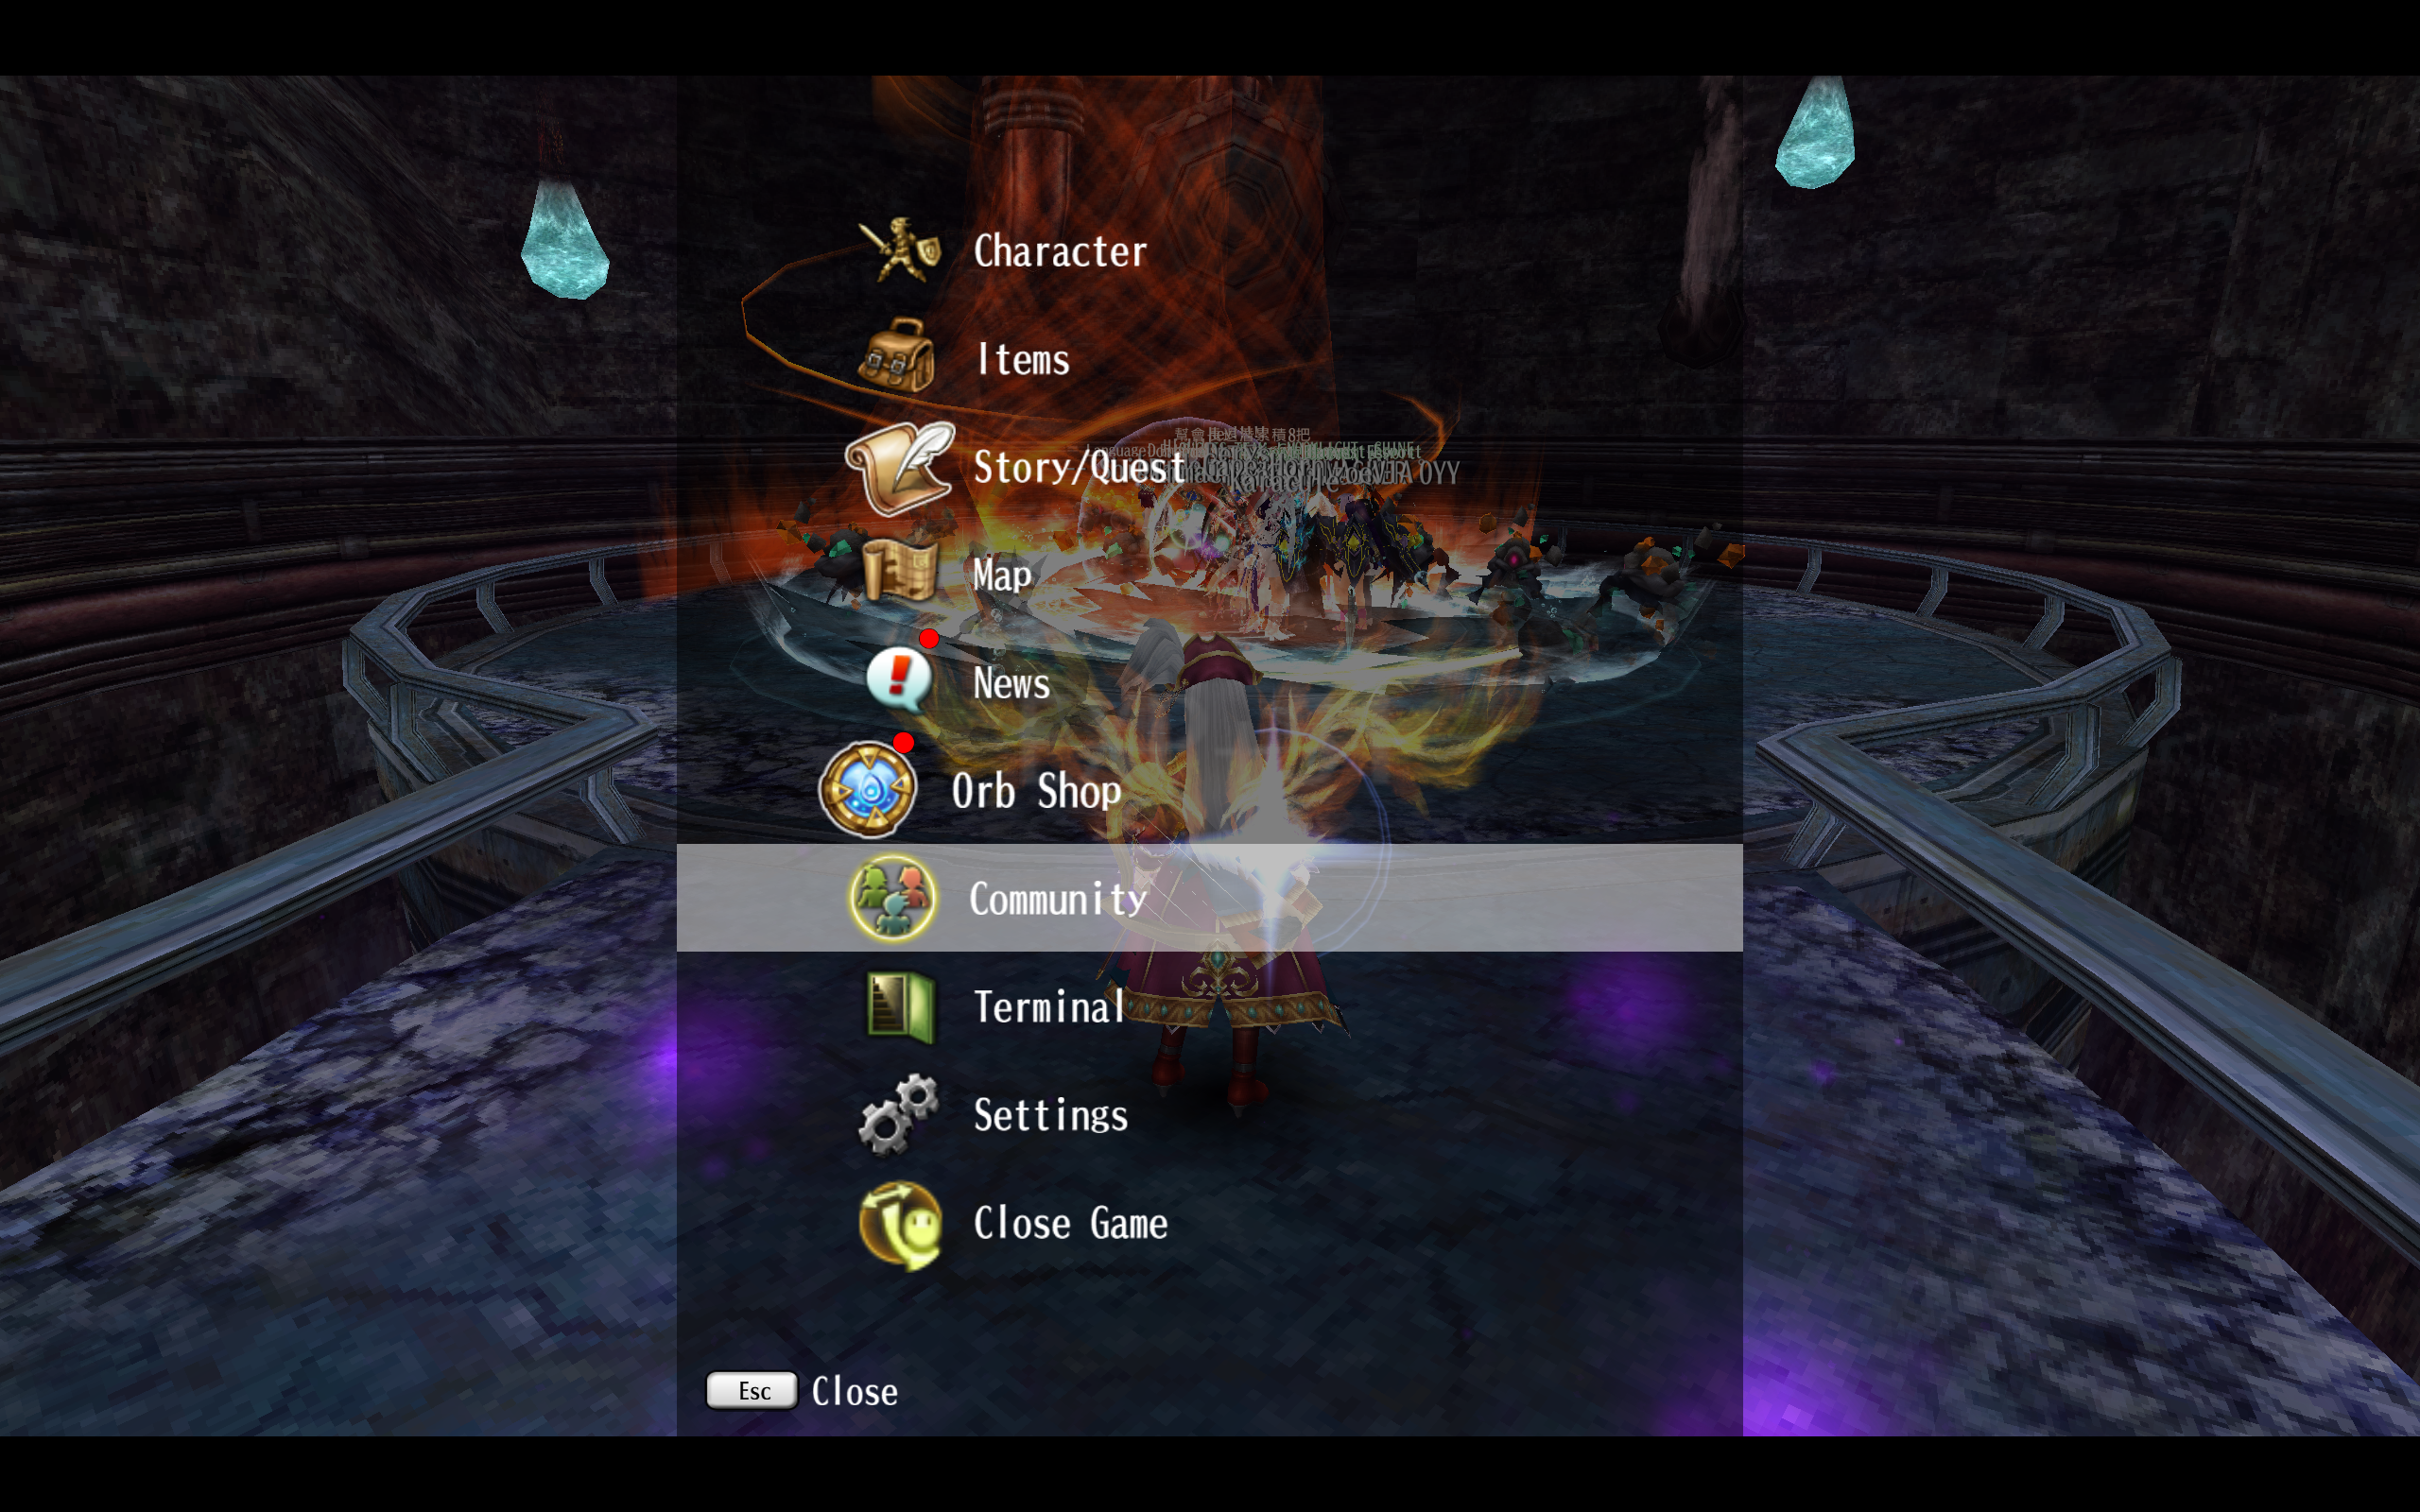 Character
Items
Story/Quest
Map
News
Orb Shop
Community
Terminal
Settings
Close Game
Esc Close